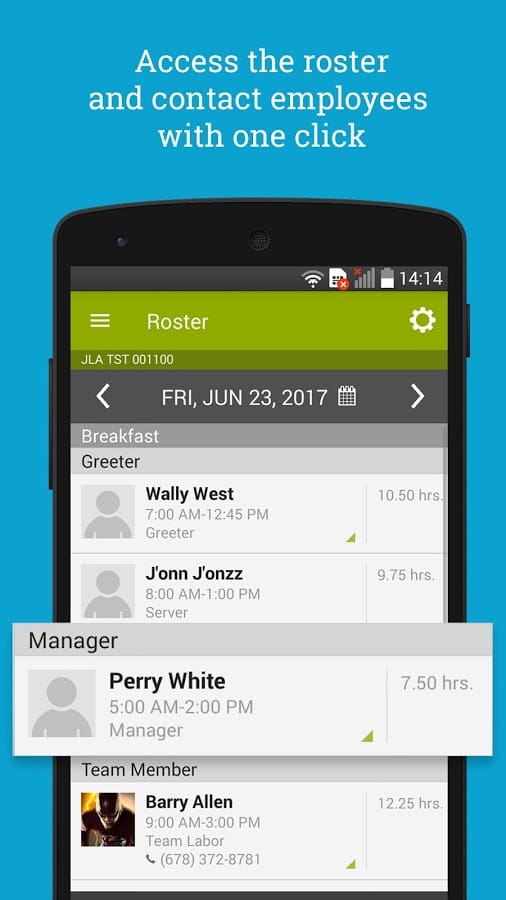 Access the roster
and contact employees
with one click
14:14
Roster
JLA TST 001100
FRI, JUN 23, 2017
Breakfast
Greeter
Wally West
10.50 hrs.
7:00 AM-12:45 PM
Greeter
J'onn J'onzz
9.75 hrs.
8:00 AM-1:00 PM
Server
Manager
Perry White
7.50 hrs.
5:00 AM-2:00 PM
Manager
Team Member
Barry Allen
12.25 hrs.
9:00 AM-3:00 PM
Team Labor
(678) 372-8781